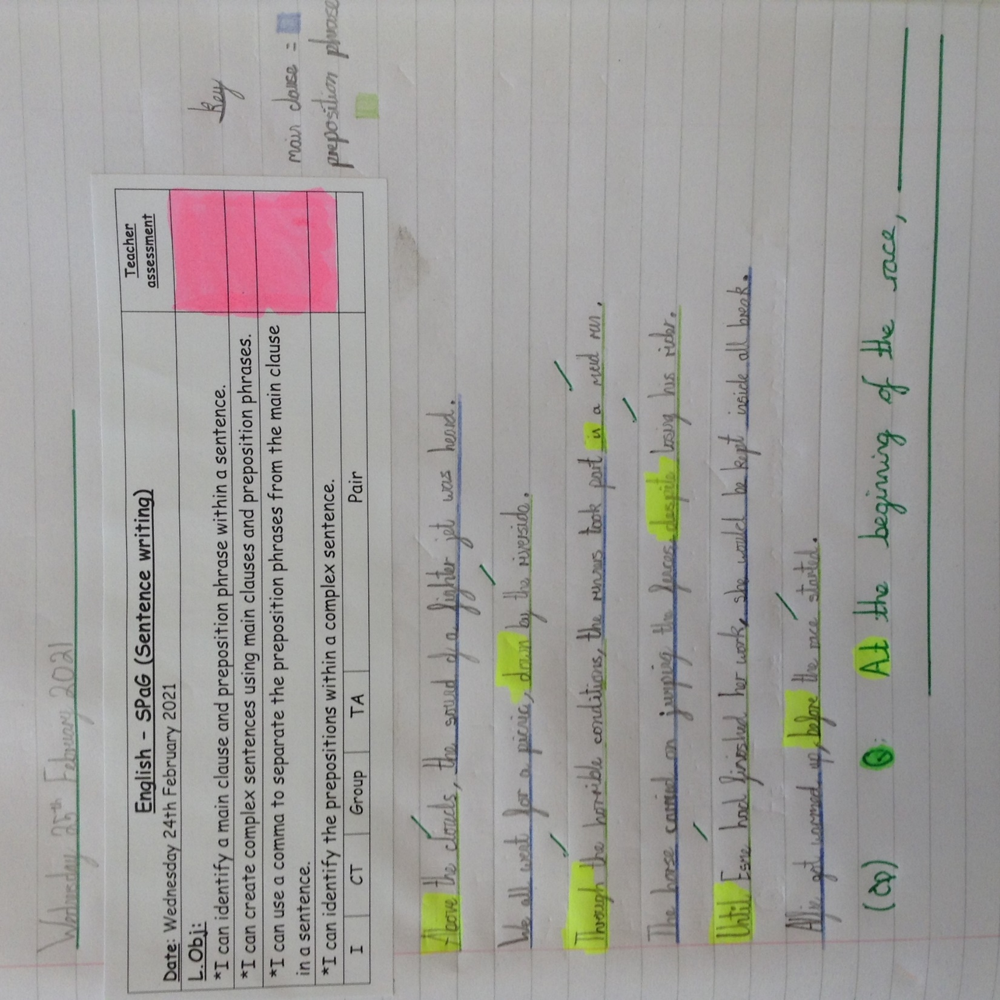 Wednesday 25th February 2021
English - SPaG (Sentence writing)
Teacher assessment
Date: Wednesday 24th February 2021
L.Obj:
*I can identify a main clause and preposition phrase within a sentence.
*I can create complex sentences using main clauses and preposition phrases.
*I can use a comma to separate the preposition phrases from the main clause
in a sentence.
*I can identify the prepositions within a complex sentence.
I CT Group TA Pair
Key
main clause =
preposition phrase
Above the clouds, the sound of a fighter jet was heard.
We all went for a picnic, down by the riverside.
Through the horrible conditions, the runners took part in a mud run.
The horse carried on jumping the fences, despite losing his rider.
Until Esme had finoshed her work, she would be kept inside all break.
Alfie got warmed up, before the race started.
Q: At the beginning of the race,